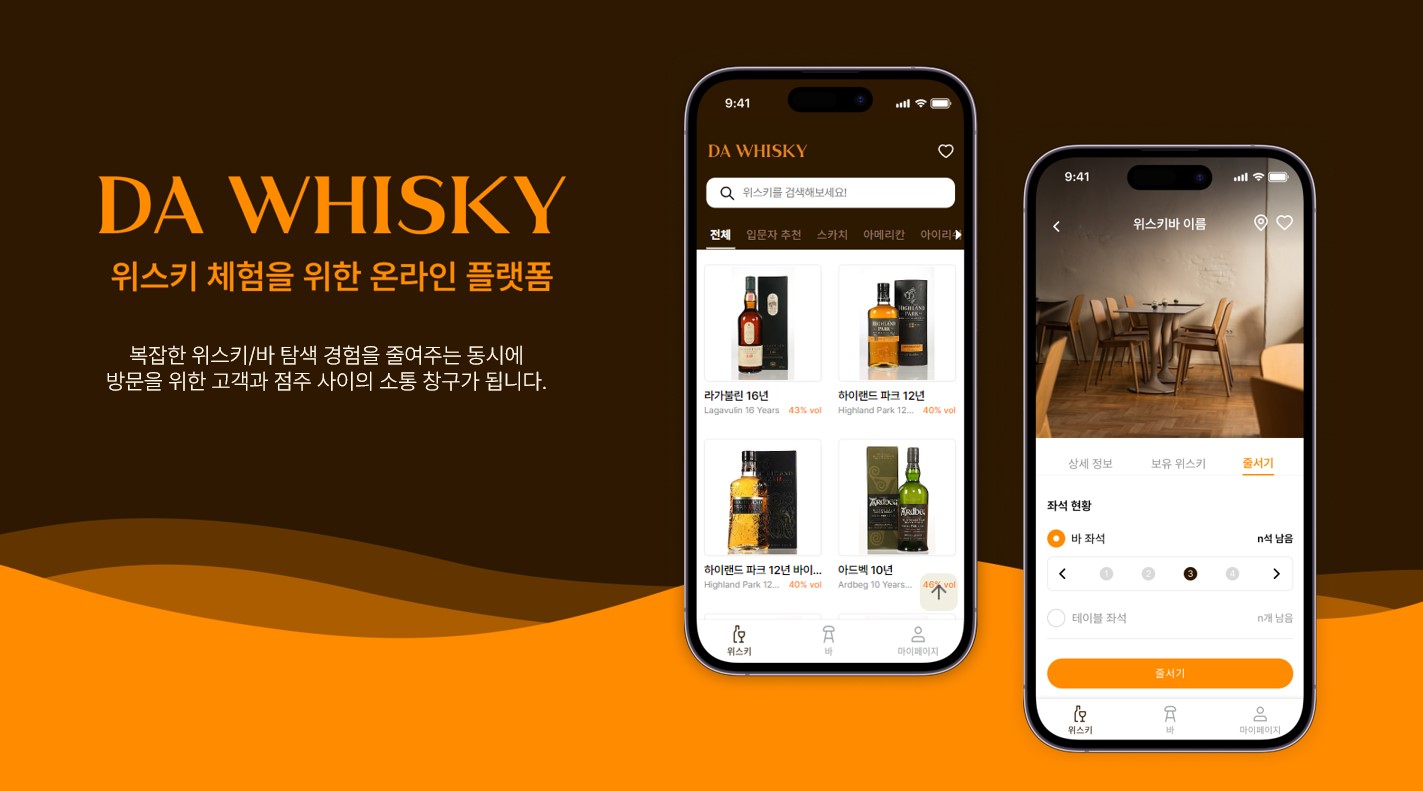 DA WHISKY
위스키 체험을 위한 온라인 플랫폼
복잡한 위스키/바 탐색 경험을 줄여주는 동시에
방문을 위한 고객과 점주 사이의 소통 창구가 됩니다.
9:41
DA WHISKY
위스키를 검색해보세요!
전체 입문자 추천 스카치 아메리칸 아이리
라가불린 16년
Lagavulin 16 Years 43% vol
하이랜드 파크 12년
Highland Park 12... 40% vol
하이랜드 파크 12년 바이...
Highland Park 12... 40% vol
아드벡 10년
Ardbeg 10 Years... 46% vol
위스키 바 마이페이지
9:41
위스키바 이름
상세 정보 보유 위스키 줄서기
좌석 현황
바 좌석 n석 남음
1 2 3 4
테이블 좌석 n개 남음
줄서기
위스키 바 마이페이지